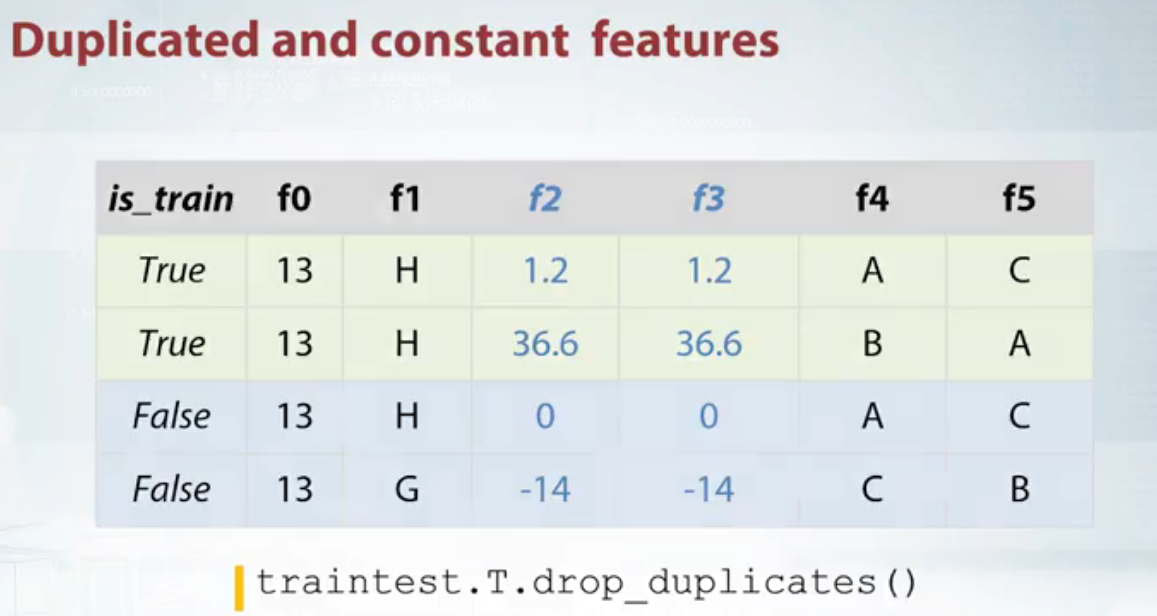 Duplicated and constant features
is_train f0 f1 f2 f3 f4 f5
True 13 H 1.2 1.2 A C
True 13 H 36.6 36.6 B A
False 13 H 0 0 A C
False 13 G -14 -14 C B
traintest.T.drop_duplicates()